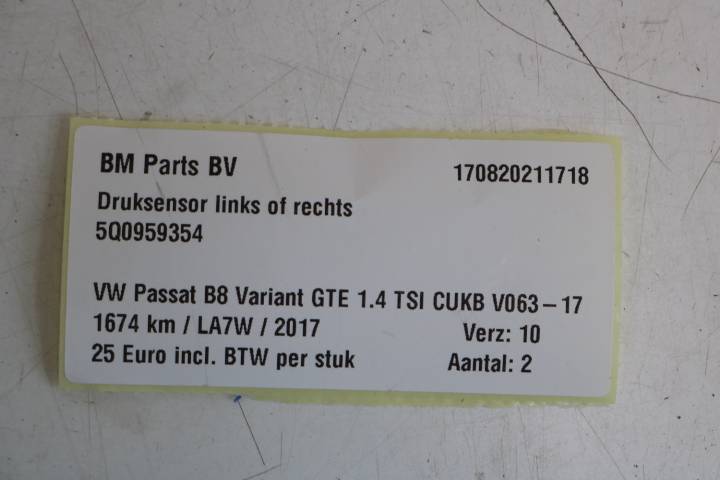 BM Parts BV 170820211718
Druksensor links of rechts
5Q0959354
VW Passat B8 Variant GTE 1.4 TSI CUKB V063-17
1674 km / LA7W / 2017 Verz: 10
25 Euro incl. BTW per stuk Aantal: 2